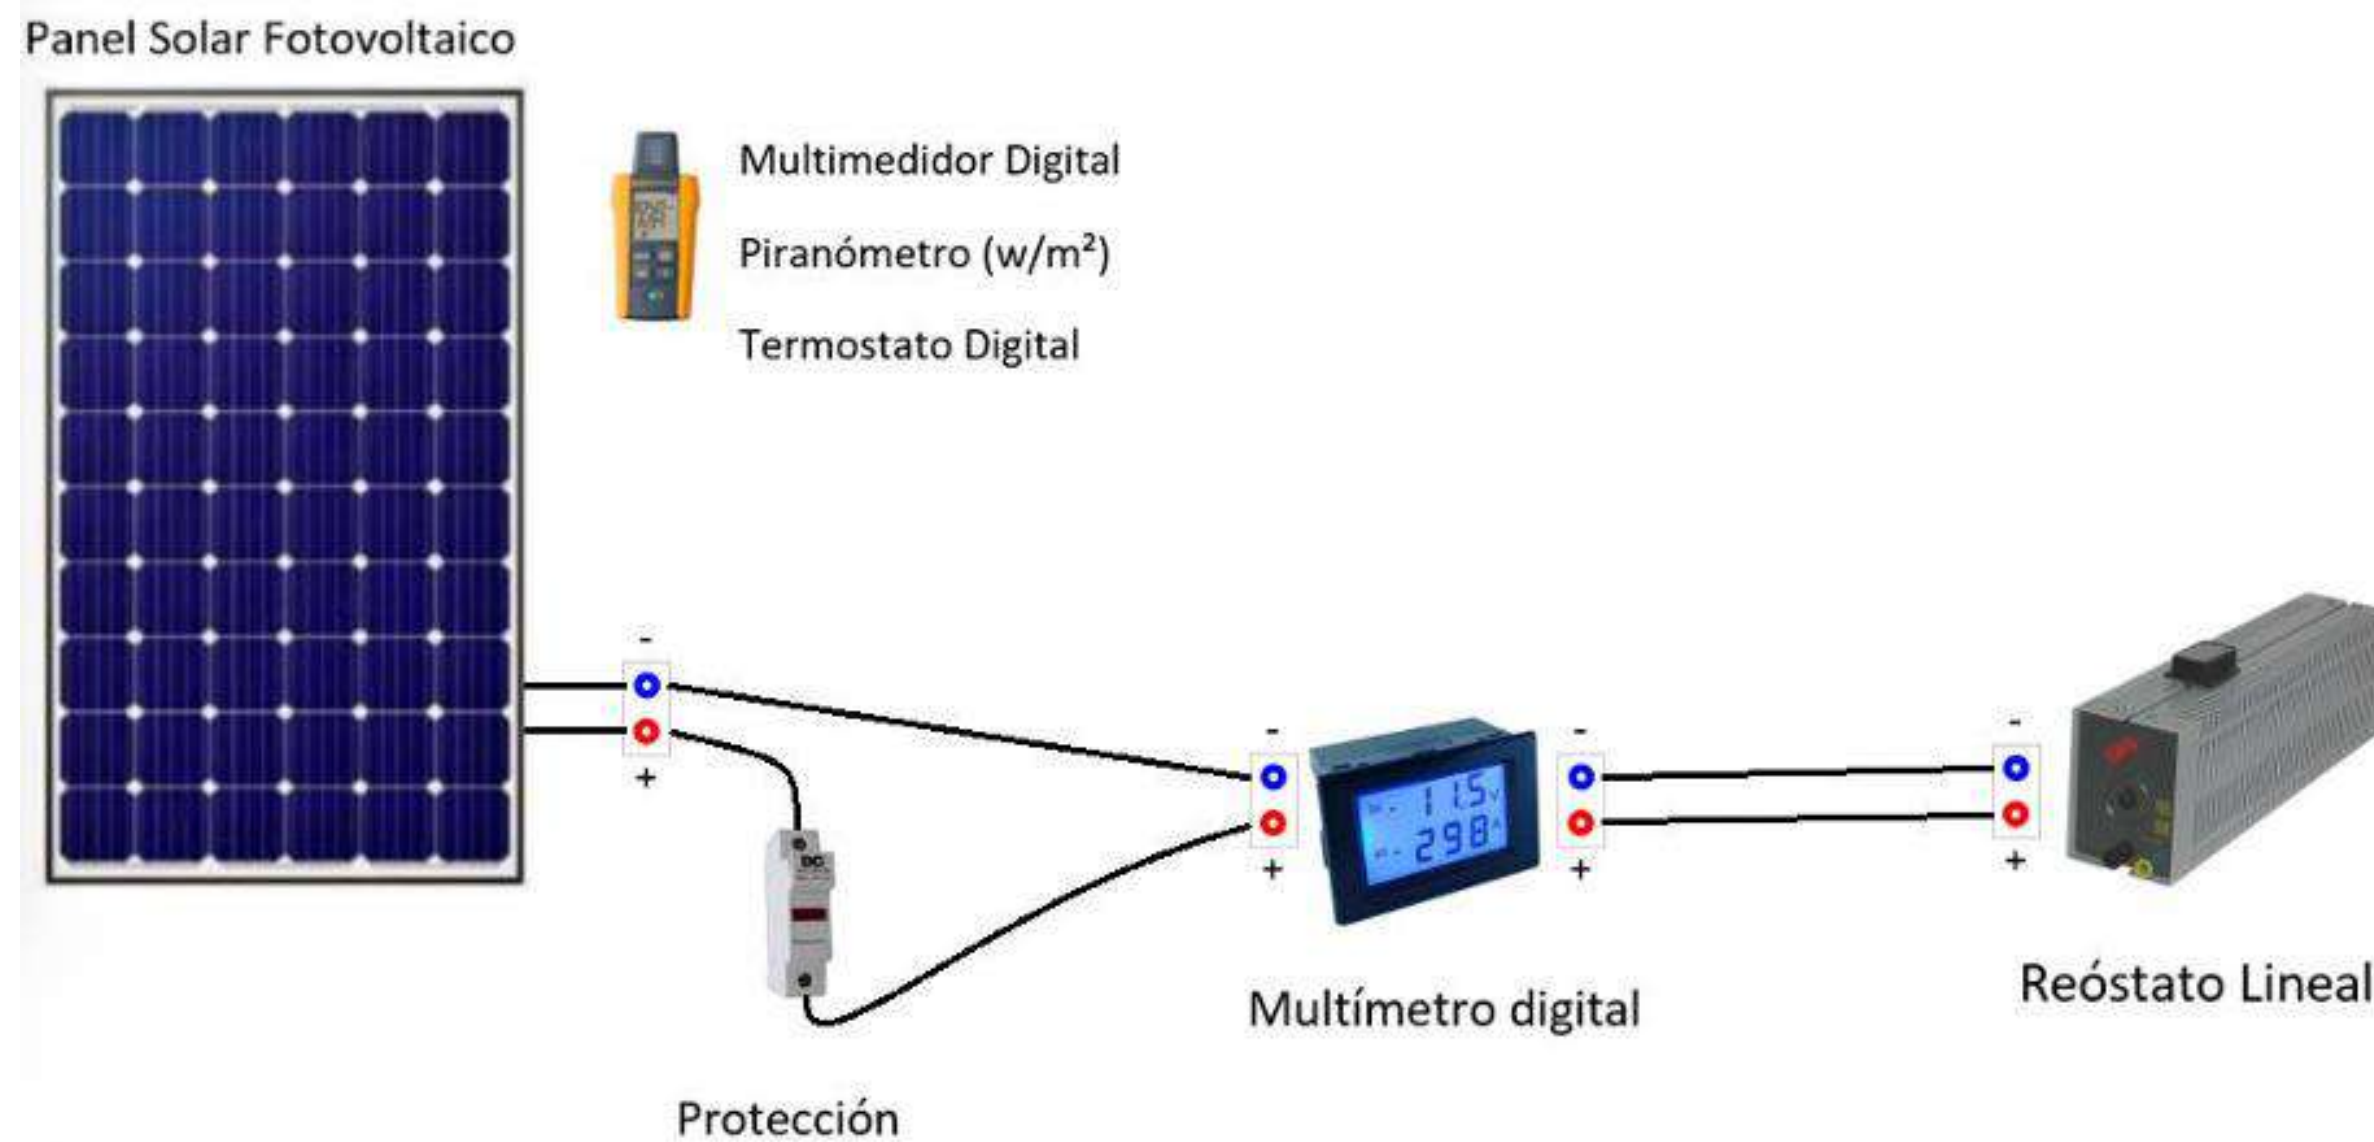 Panel Solar Fotovoltaico
Multimedidor Digital
Piranómetro (w/m²)
Termostato Digital
-
+
-
+
-
+
-
+
DC
11.5 V
298 A
Multímetro digital
Reóstato Lineal
Protección